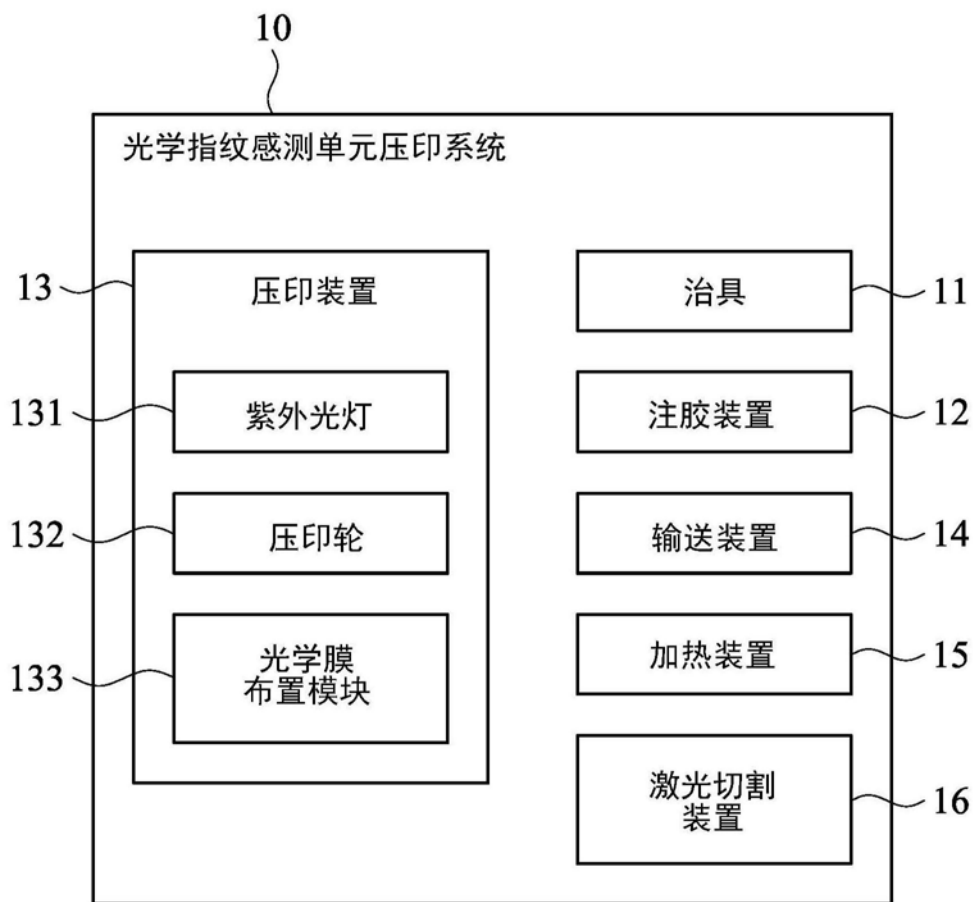 10
光学指纹感测单元压印系统
13
压印装置
治具
11
131
紫外光灯
注胶装置
12
132
压印轮
输送装置
14
133
光学膜
布置模块
加热装置
15
激光切割
装置
16